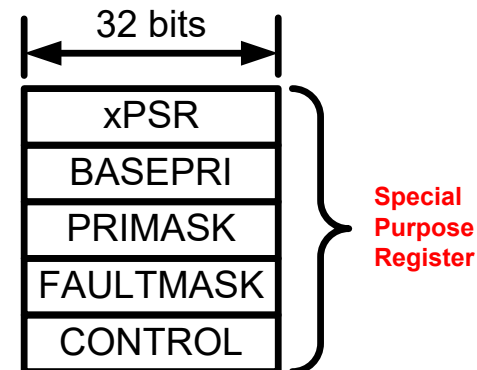 32 bits
xPSR
BASEPRI
PRIMASK
FAULTMASK
CONTROL
Special
Purpose
Register